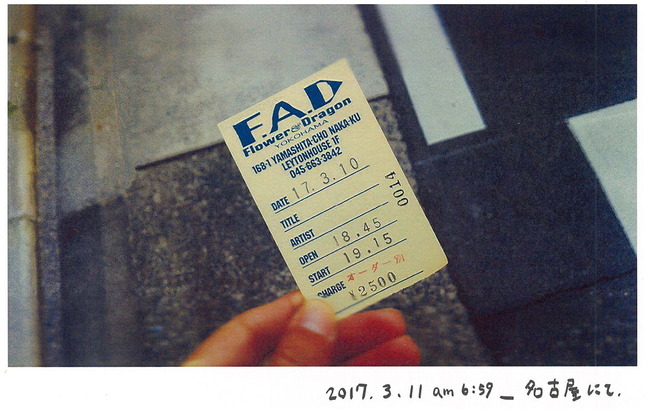 F.A.D
Flower&Dragon
YOKOHAMA
168-1 YAMASHITA-CHO NAKA-KU
LEYTONHOUSE 1F
045-663-3842
DATE 17.3.10
0014
TITLE
ARTIST
OPEN 18.45
START 19.15
オーダー別
CHARGE ¥2500
2017.3.11 am 6:59 _ 名古屋にて.